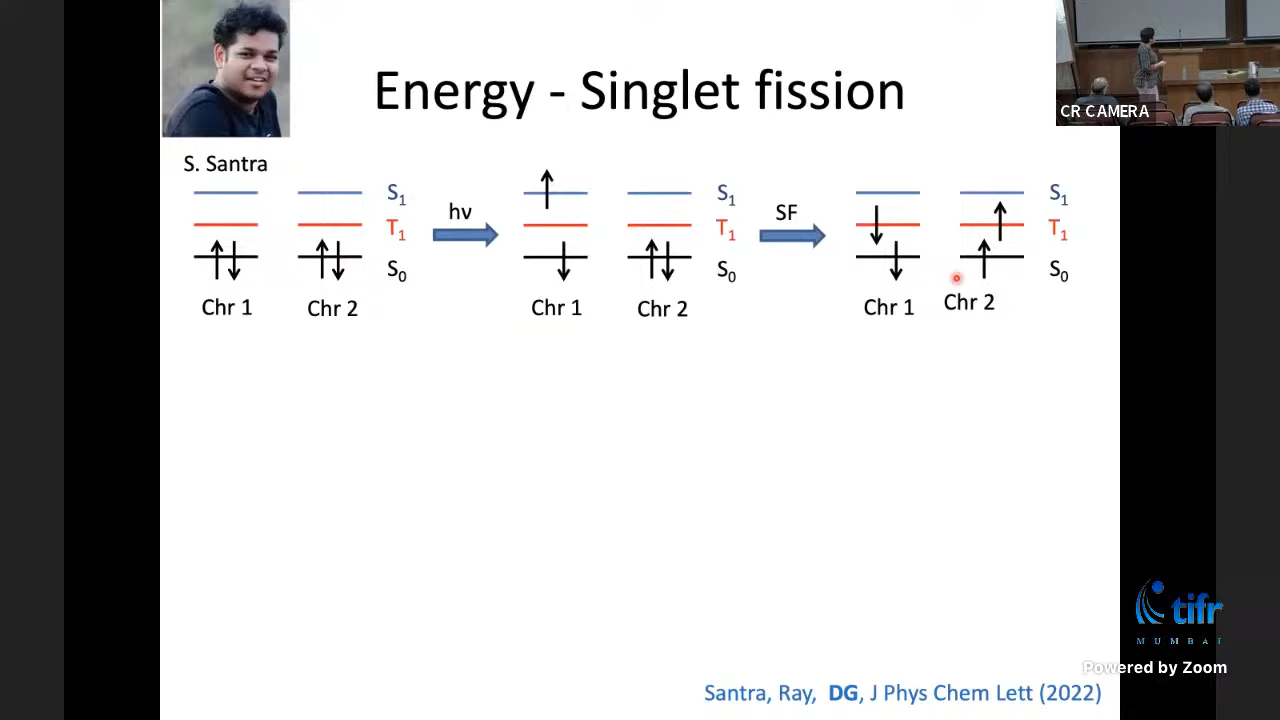 Energy - Singlet fission
CR CAMERA
S. Santra
S1
T1
S0
Chr 1
Chr 2
hν
S1
T1
S0
Chr 1
Chr 2
SF
S1
T1
S0
Chr 1
Chr 2
tifr
MUMBAI
Powered by Zoom
Santra, Ray, DG, J Phys Chem Lett (2022)